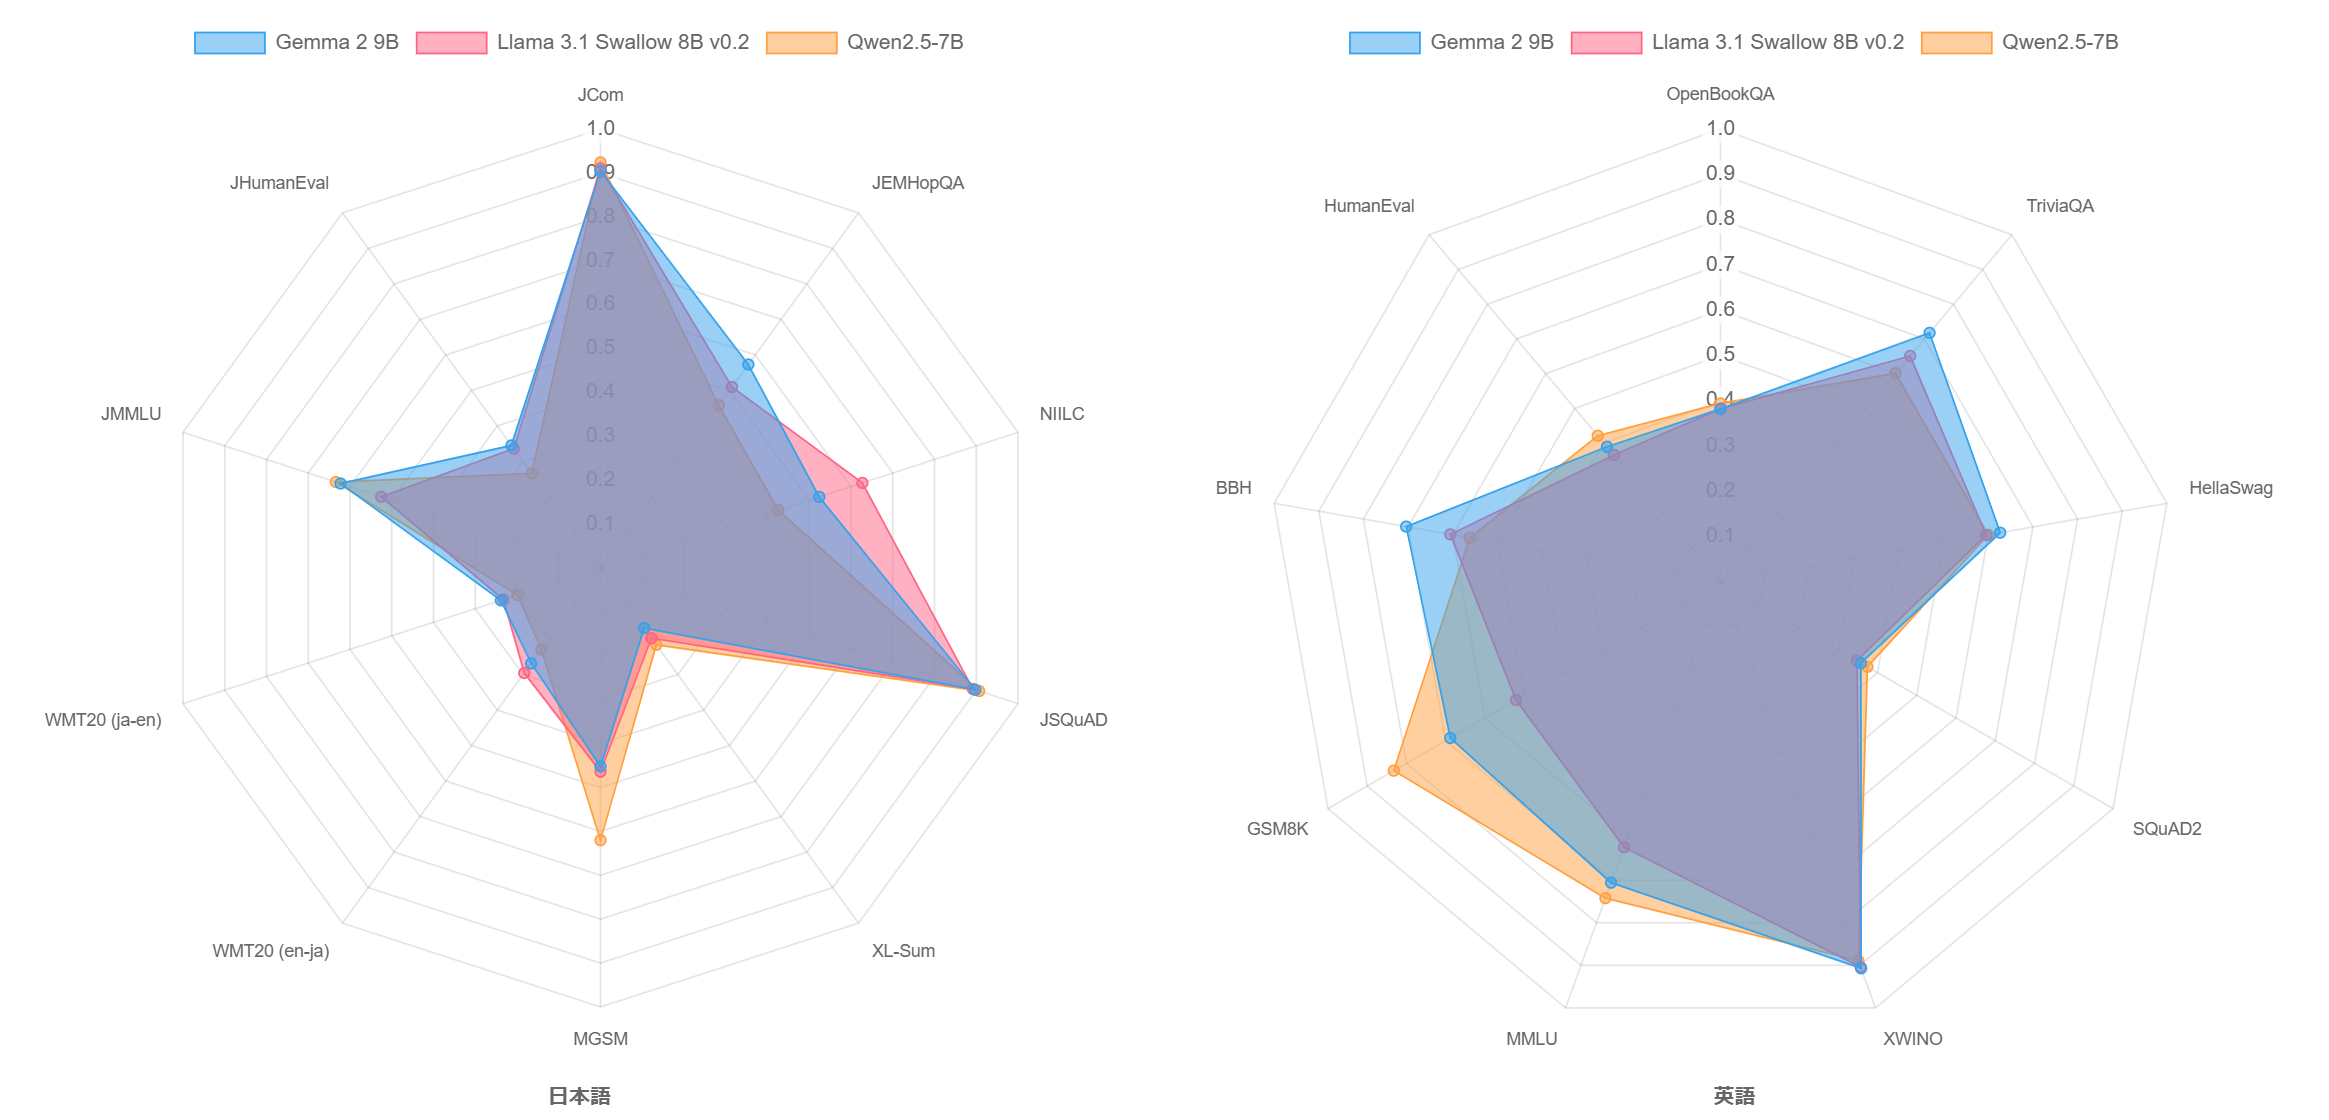 Gemma 2 9B Llama 3.1 Swallow 8B v0.2 Qwen2.5-7B
JCom
1.0
0.9
0.8
0.7
0.6
0.5
0.4
0.3
0.2
0.1
JEMHopQA
NIILC
JSQuAD
XL-Sum
MGSM
WMT20 (en-ja)
WMT20 (ja-en)
JMMLU
JHumanEval
日本語
Gemma 2 9B Llama 3.1 Swallow 8B v0.2 Qwen2.5-7B
OpenBookQA
1.0
0.9
0.8
0.7
0.6
0.5
0.4
0.3
0.2
0.1
TriviaQA
HellaSwag
SQuAD2
XWINO
MMLU
GSM8K
BBH
HumanEval
英語